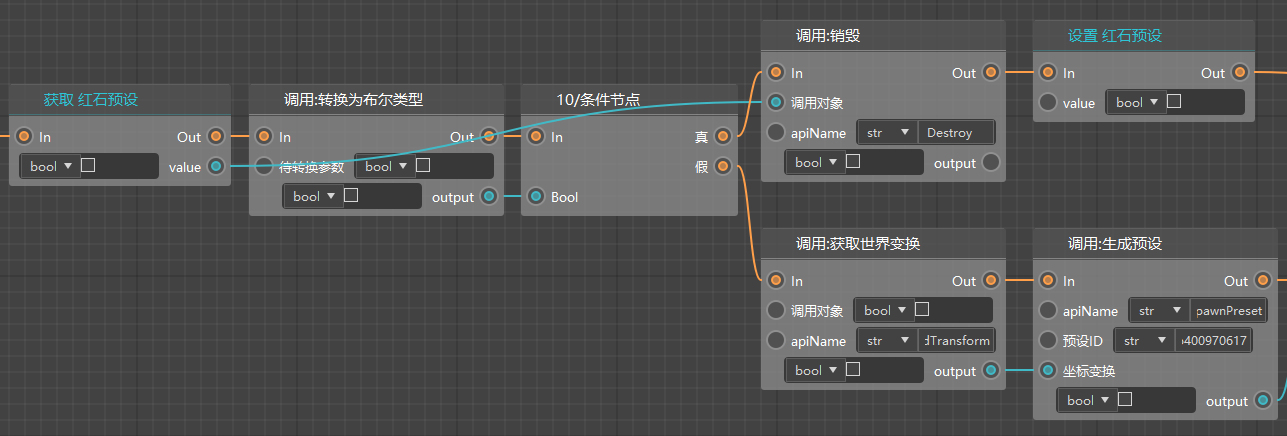 获取 红石预设
In
Out
bool
value
调用:转换为布尔类型
In
Out
待转换参数
bool
bool
output
10/条件节点
In
真
假
Bool
调用:销毁
In
Out
调用对象
apiName
str
Destroy
bool
output
设置 红石预设
In
Out
value
bool
调用:获取世界变换
In
Out
调用对象
bool
apiName
str
dTransform
bool
output
调用:生成预设
In
Out
apiName
str
pawnPreset
预设ID
str
400970617
坐标变换
bool
output